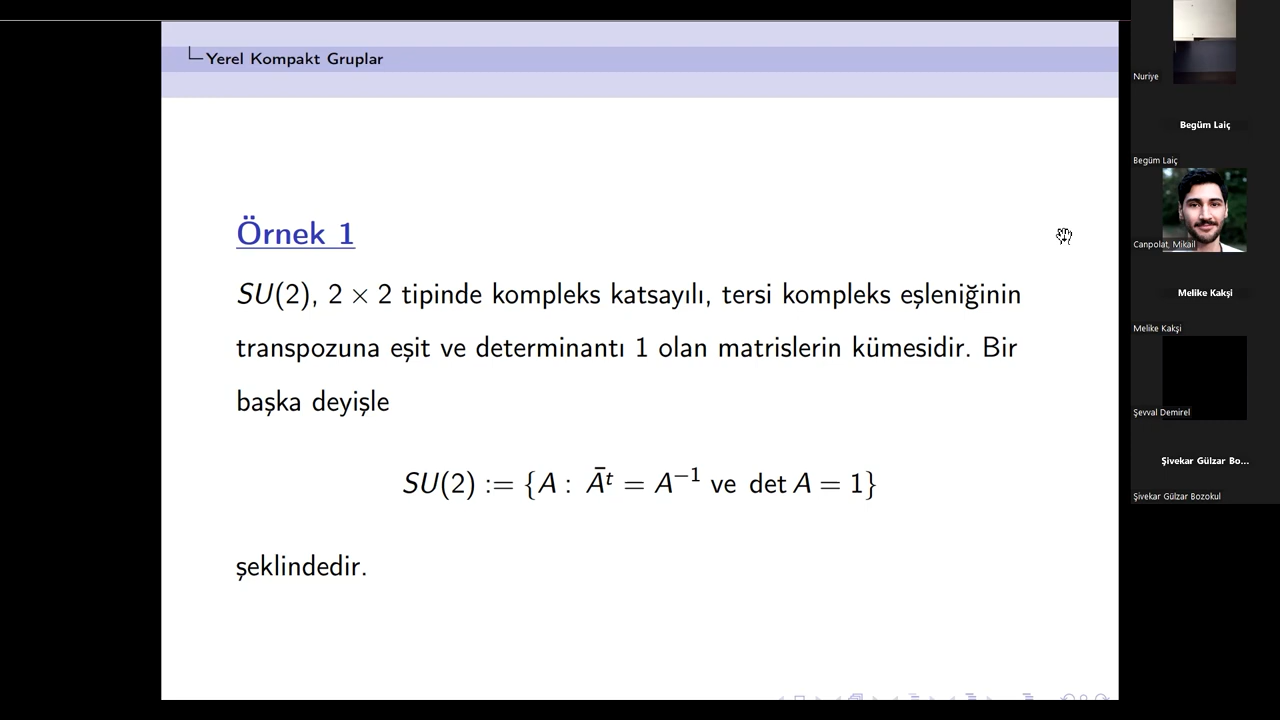 Yerel Kompakt Gruplar
Örnek 1
SU(2), 2 × 2 tipinde kompleks katsayılı, tersi kompleks eşleniğinin
transpozuna eşit ve determinantı 1 olan matrislerin kümesidir. Bir
başka deyişle
SU(2) := {A : Ā^t = A^{-1} ve det A = 1}
şeklindedir.
Nuriye
Begüm Laiç
Begüm Laiç
Canpolat, Mikail
Melike Kakşi
Melike Kakşi
Şevval Demirel
Şivekar Gülzar Bo...
Şivekar Gülzar Bozokul